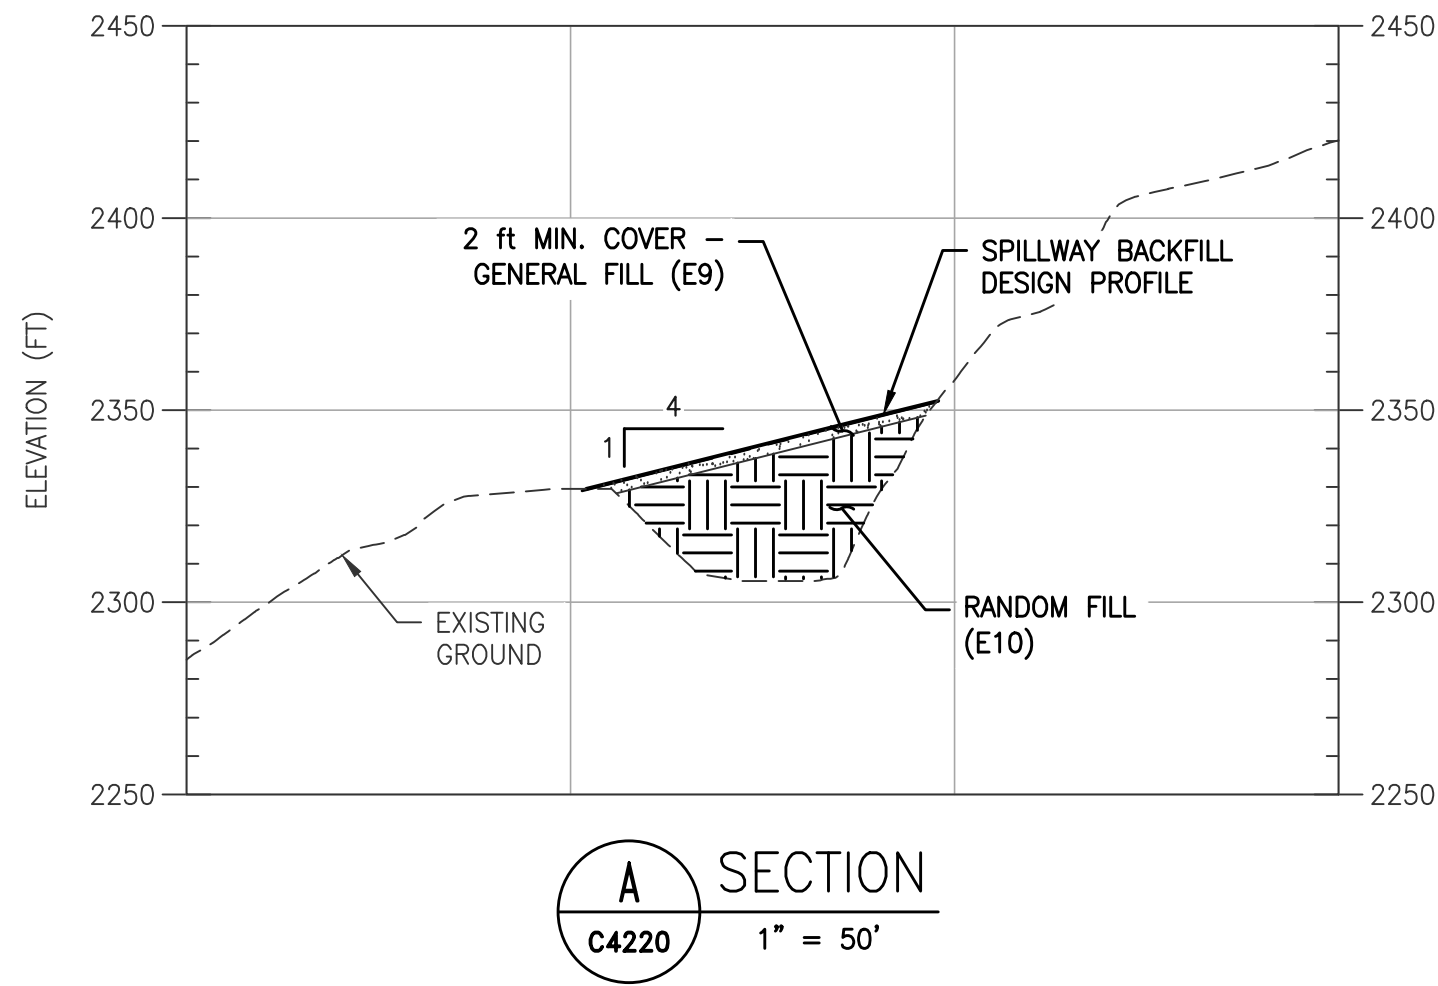 2450
2450
2400
2400
2 ft MIN. COVER –
GENERAL FILL (E9)
SPILLWAY BACKFILL
DESIGN PROFILE
ELEVATION (FT)
2350
2350
4
1
2300
2300
EXISTING
GROUND
RANDOM FILL
(E10)
2250
2250
A
SECTION
C4220
1" = 50'